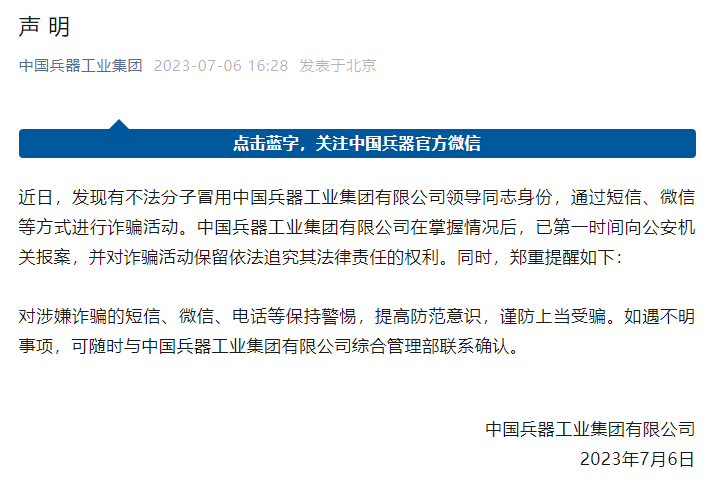 声 明
中国兵器工业集团 2023-07-06 16:28 发表于北京
点击蓝字，关注中国兵器官方微信
近日，发现有不法分子冒用中国兵器工业集团有限公司领导同志身份，通过短信、微信
等方式进行诈骗活动。中国兵器工业集团有限公司在掌握情况后，已第一时间向公安机
关报案，并对诈骗活动保留依法追究其法律责任的权利。同时，郑重提醒如下：
对涉嫌诈骗的短信、微信、电话等保持警惕，提高防范意识，谨防上当受骗。如遇不明
事项，可随时与中国兵器工业集团有限公司综合管理部联系确认。
中国兵器工业集团有限公司
2023年7月6日